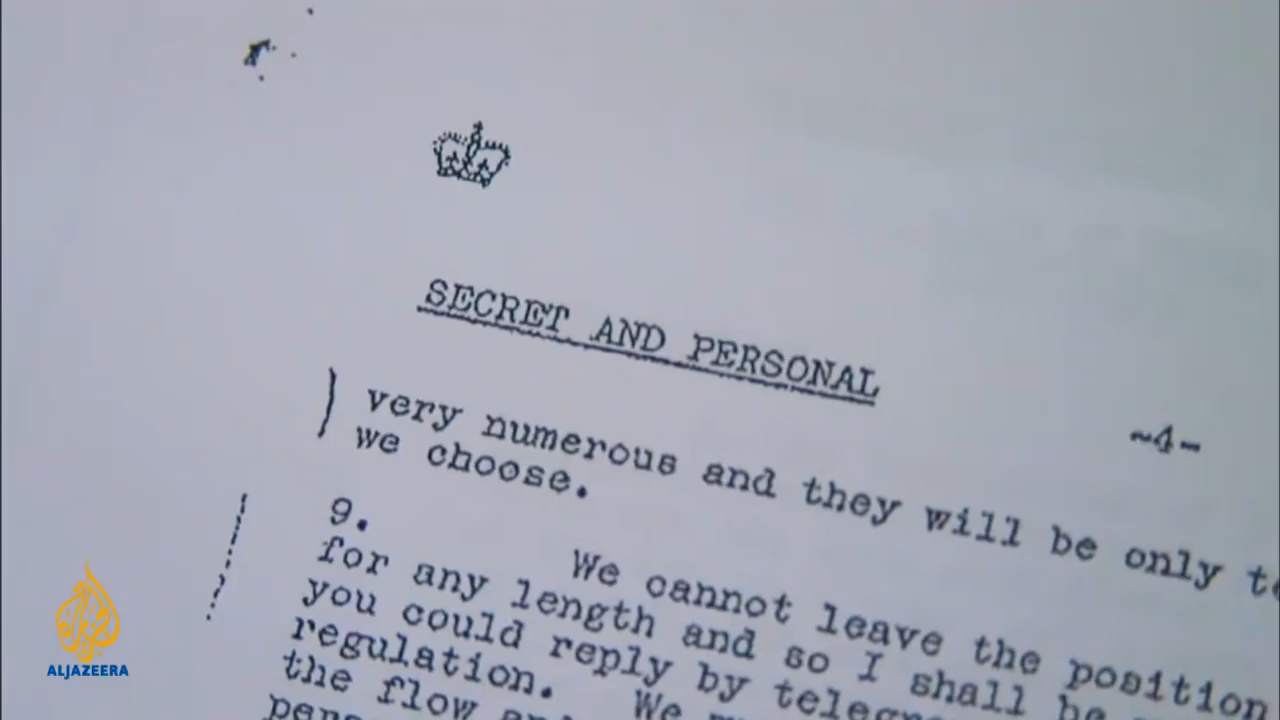 SECRET AND PERSONAL
-4-
very numerous and they will be only
we choose.
9.
We cannot leave the position
for any length and so I shall be
you could reply by
regulation. We
the flow
ALJAZEERA